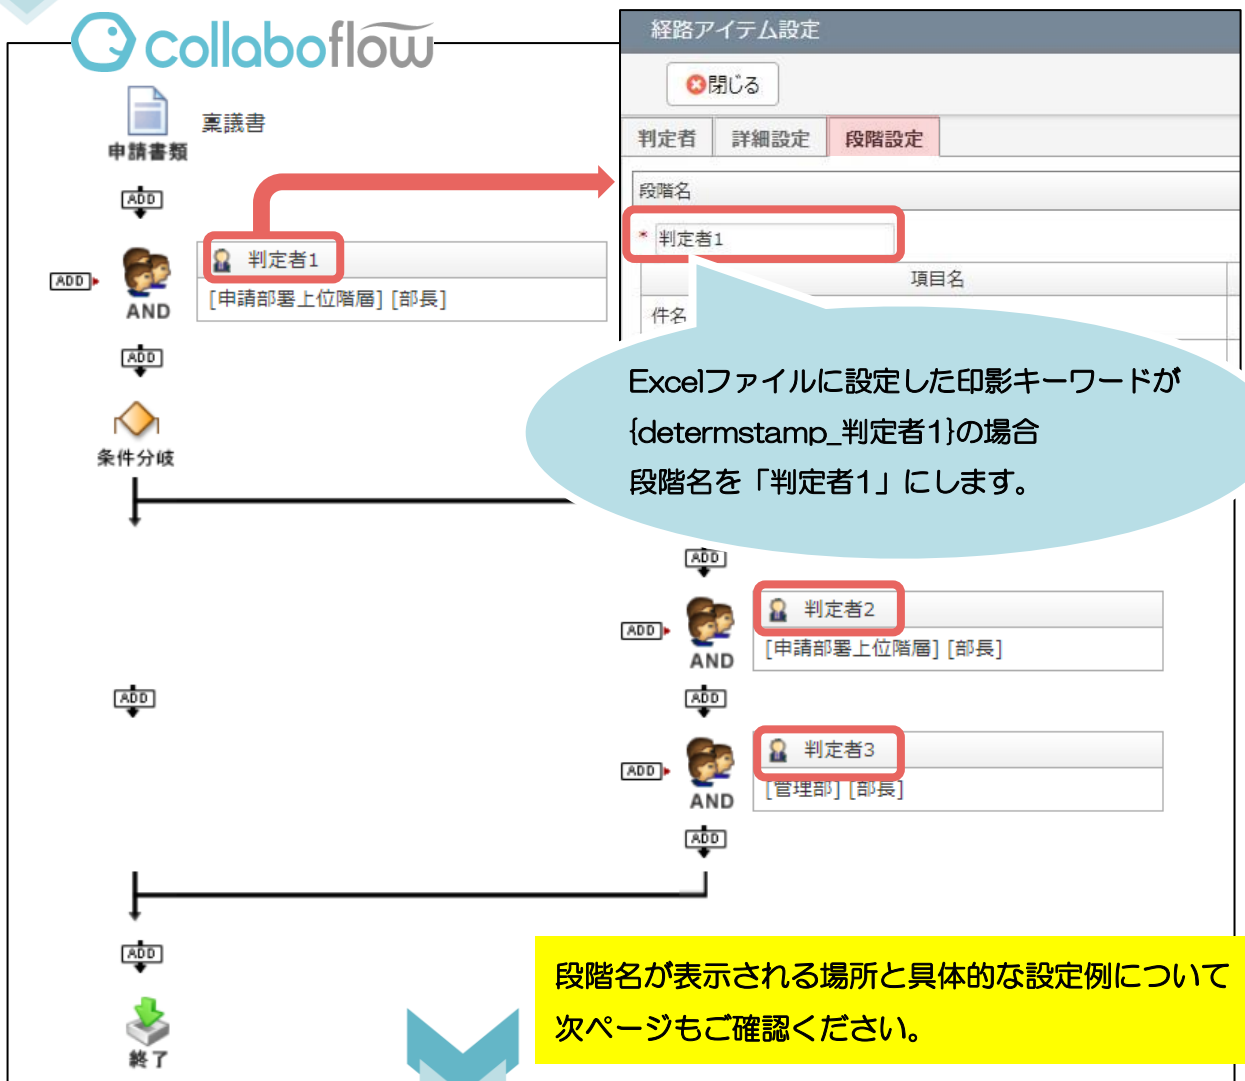 collaboflow
経路アイテム設定
閉じる
判定者 詳細設定 段階設定
段階名
* 判定者1
項目名
件名
稟議書
申請書類
ADD
判定者1
ADD
AND
[申請部署上位階層] [部長]
ADD
条件分岐
Excelファイルに設定した印影キーワードが
{determstamp_判定者1}の場合
段階名を「判定者1」にします。
ADD
判定者2
ADD
AND
[申請部署上位階層] [部長]
ADD
ADD
判定者3
ADD
AND
[管理部] [部長]
ADD
ADD
終了
段階名が表示される場所と具体的な設定例について
次ページもご確認ください。